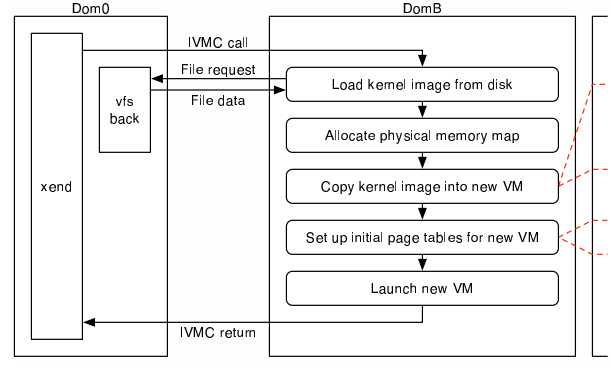 Dom0
DomB
IVMC call
File request
Load kernel image from disk
vfs
back
File data
Allocate physical memory map
xend
Copy kernel image into new VM
Set up initial page tables for new VM
Launch new VM
IVMC return